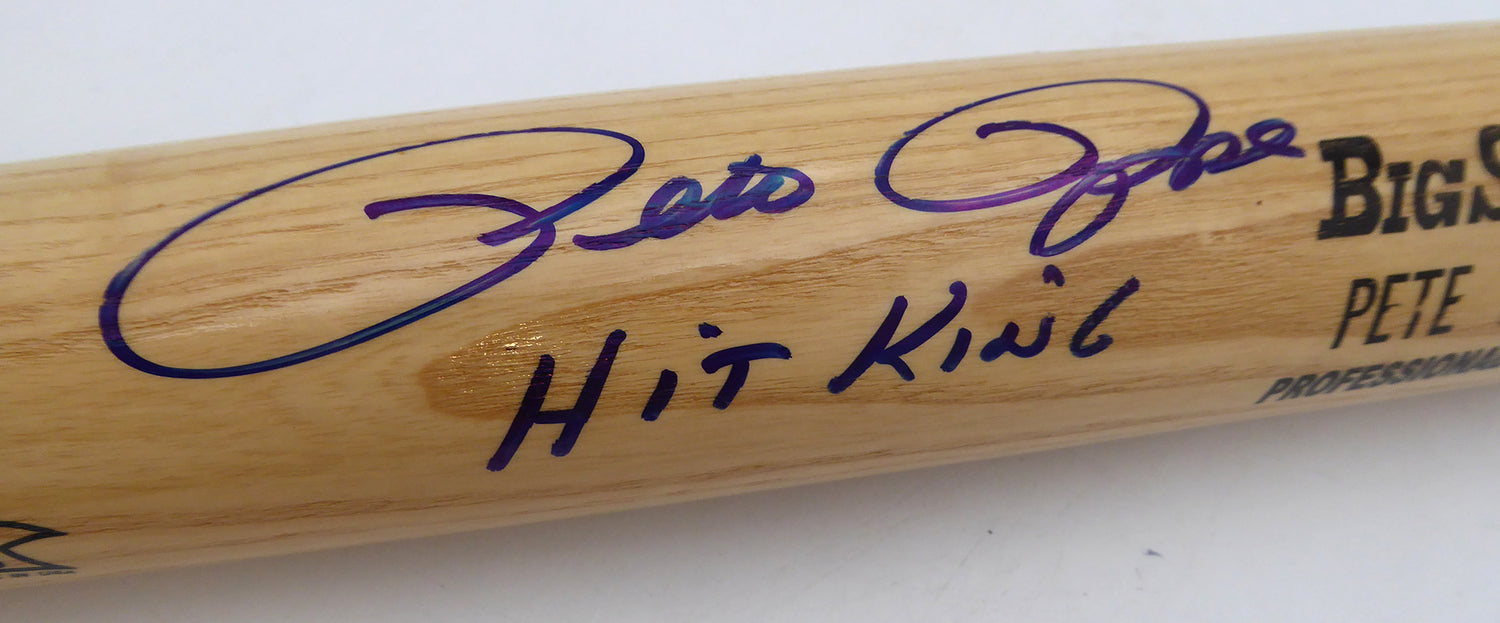 Pete Rose
Hit King
BIG S
PETE
PROFESSIONA